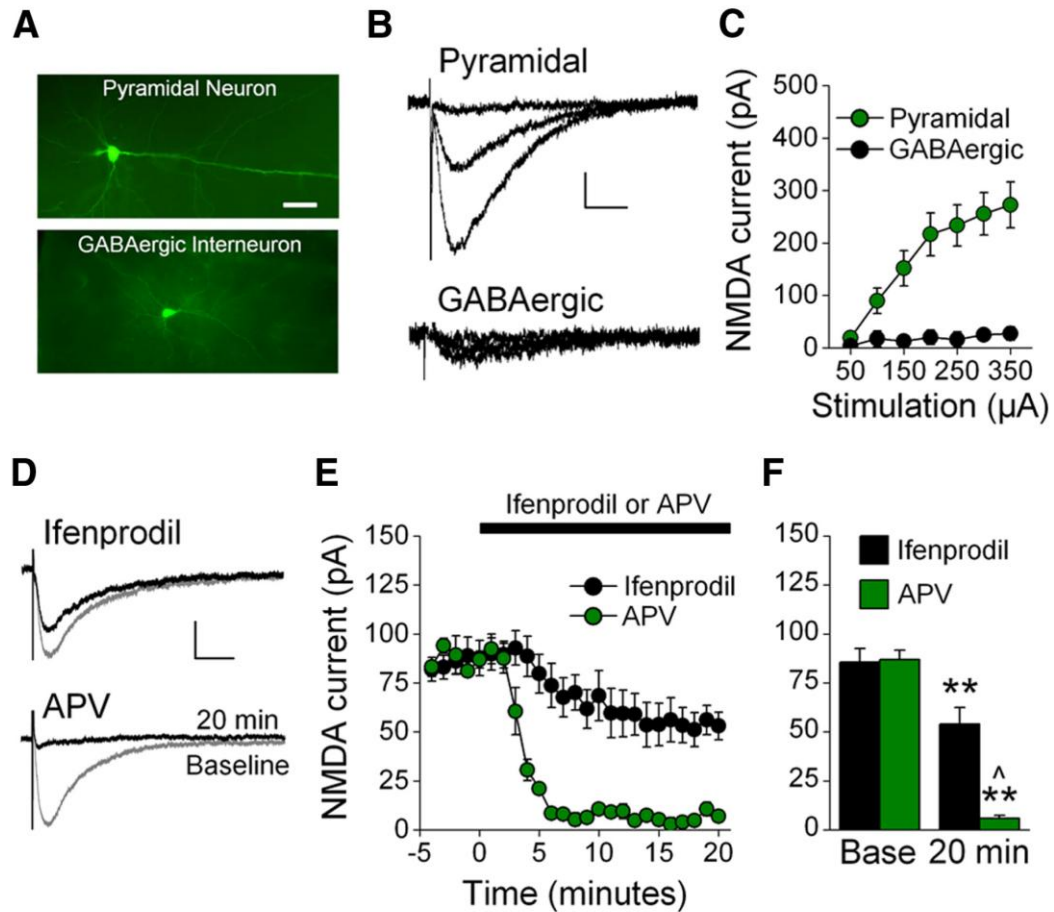 A
Pyramidal Neuron
GABAergic Interneuron
B
Pyramidal
GABAergic
C
NMDA current (pA)
500
400
300
200
100
0
Pyramidal
GABAergic
50 150 250 350
Stimulation (µA)
D
Ifenprodil
APV
20 min
Baseline
E
Ifenprodil or APV
NMDA current (pA)
150
125
100
75
50
25
0
Ifenprodil
APV
-5 0 5 10 15 20
Time (minutes)
F
150
125
100
75
50
25
0
Ifenprodil
APV
**
^
**
Base 20 min